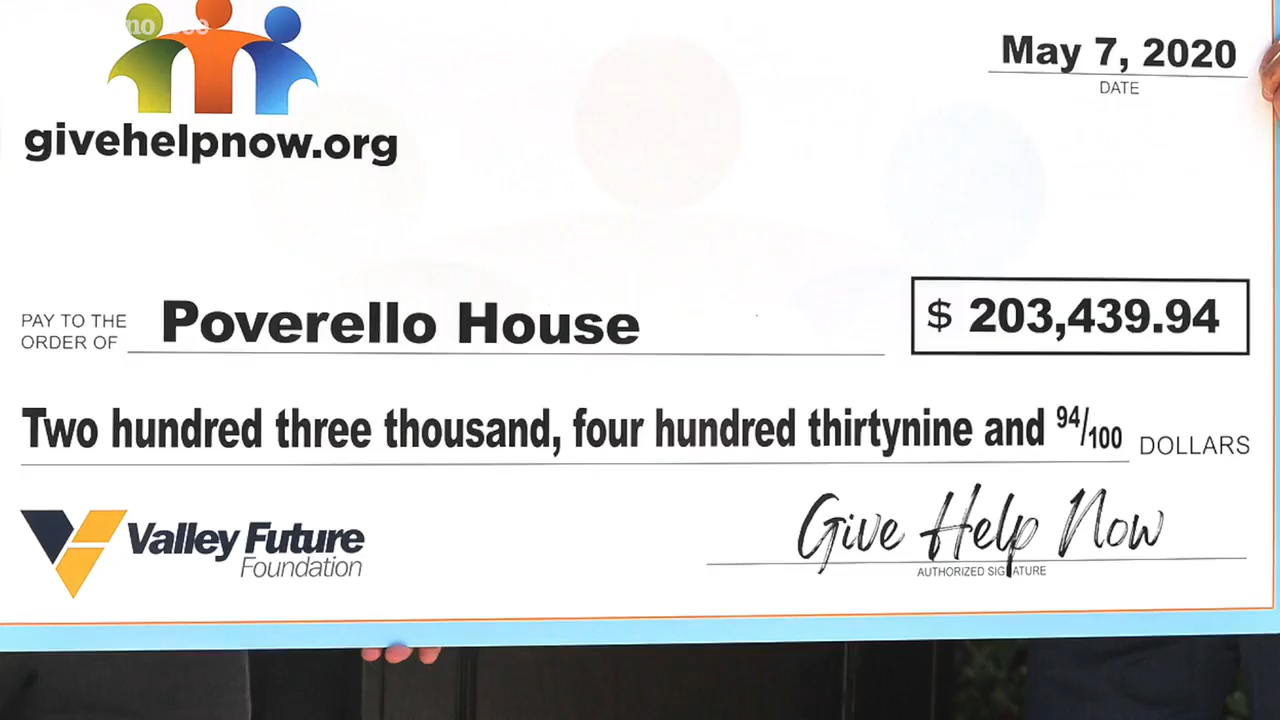 givehelpnow.org
May 7, 2020
DATE
PAY TO THE
ORDER OF
Poverello House
$ 203,439.94
Two hundred three thousand, four hundred thirtynine and 94/100 DOLLARS
Valley Future
Foundation
Give Help Now
AUTHORIZED SIGNATURE